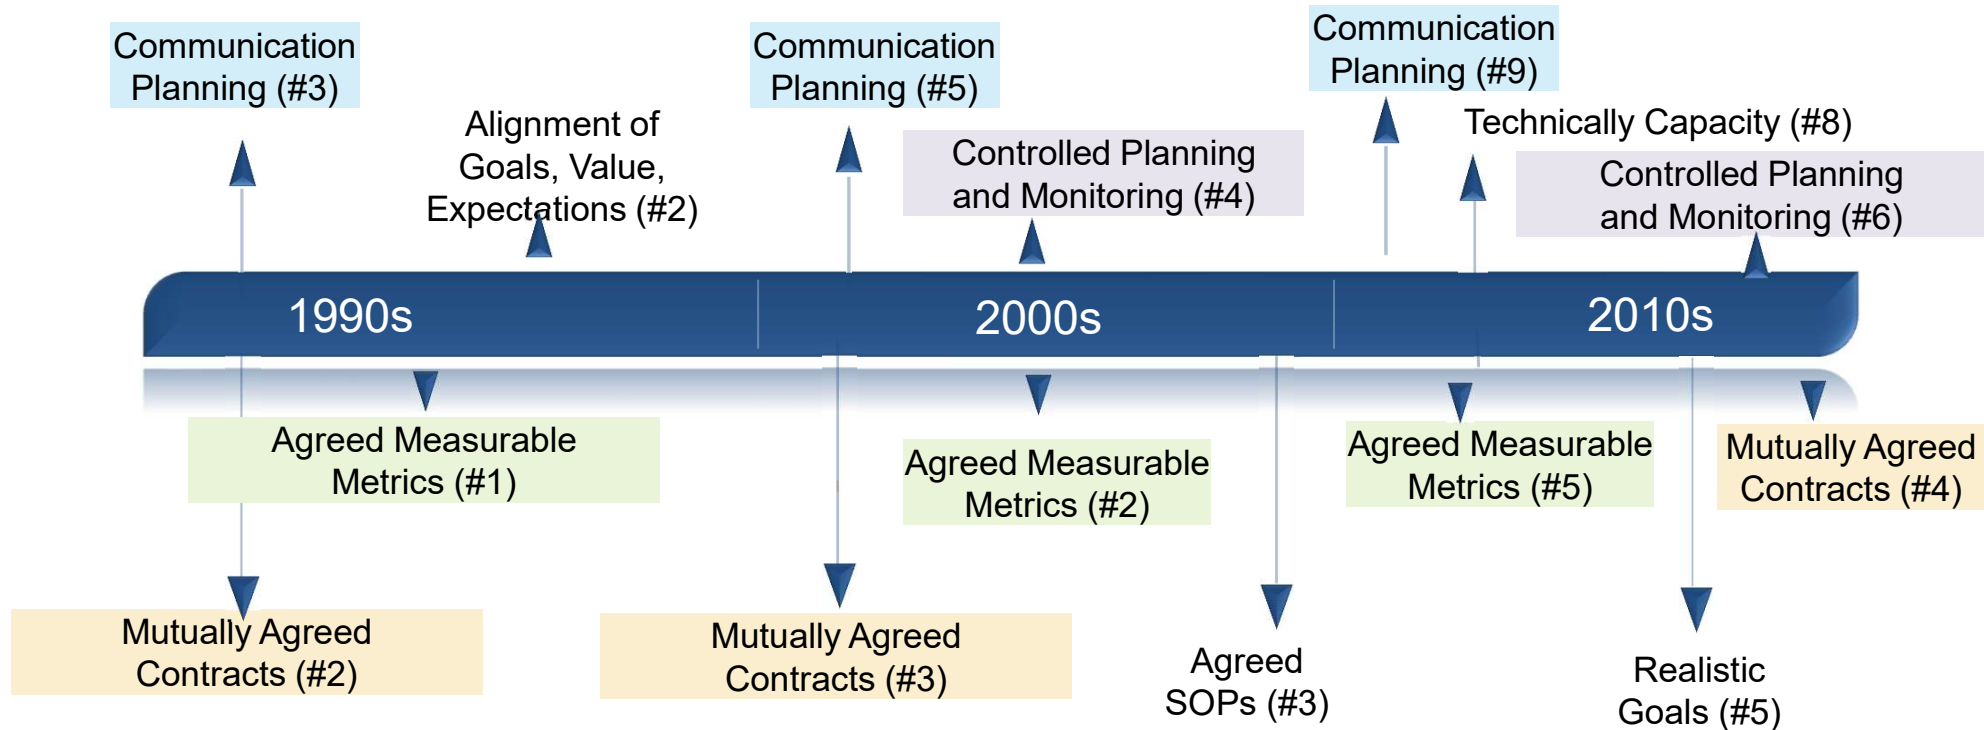 Communication
Planning (#3)
Alignment of
Goals, Value,
Expectations (#2)
Communication
Planning (#5)
Controlled Planning
and Monitoring (#4)
Communication
Planning (#9)
Technically Capacity (#8)
Controlled Planning
and Monitoring (#6)
1990s
2000s
2010s
Agreed Measurable
Metrics (#1)
Agreed Measurable
Metrics (#2)
Agreed Measurable
Metrics (#5)
Mutually Agreed
Contracts (#4)
Mutually Agreed
Contracts (#2)
Mutually Agreed
Contracts (#3)
Agreed
SOPs (#3)
Realistic
Goals (#5)